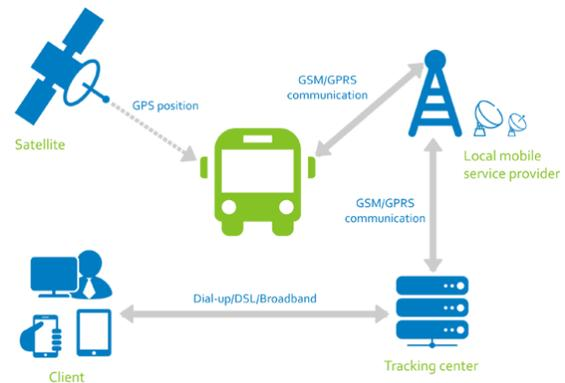 GPS position
GSM/GPRS
communication
Satellite
Local mobile
service provider
GSM/GPRS
communication
Dial-up/DSL/Broadband
Client
Tracking center